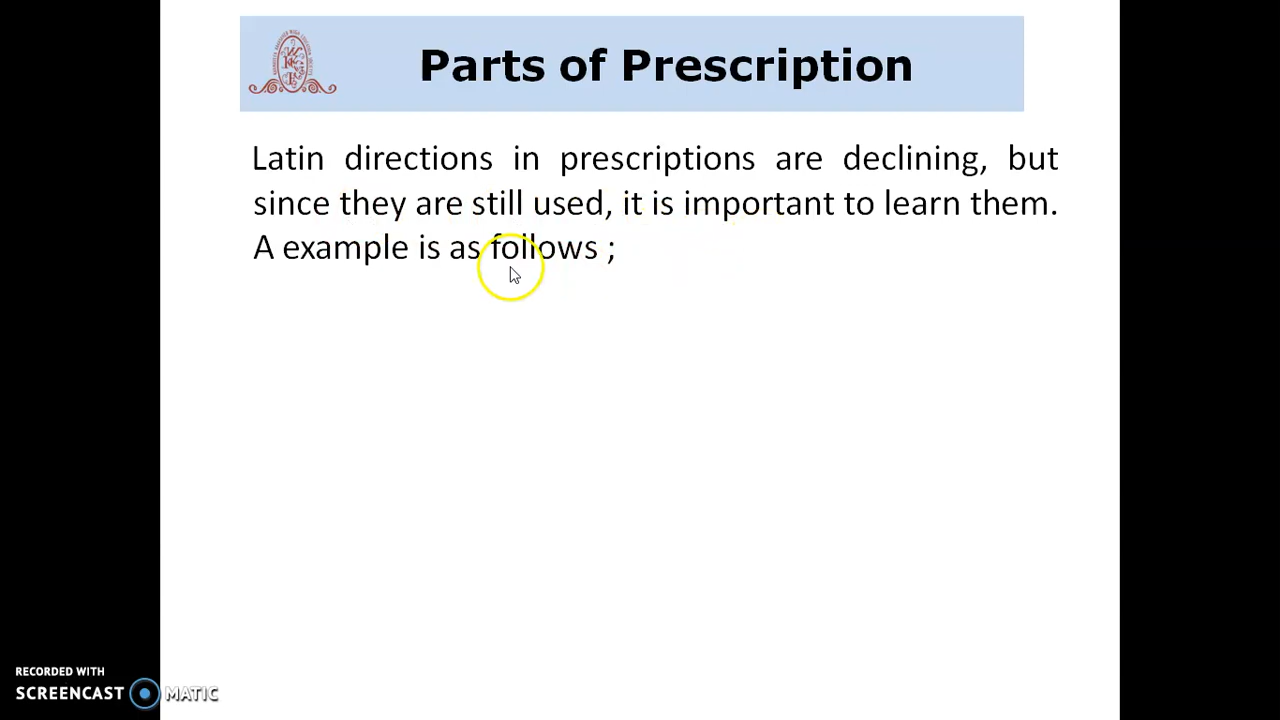 Parts of Prescription
Latin directions in prescriptions are declining, but
since they are still used, it is important to learn them.
A example is as follows ;
RECORDED WITH
SCREENCAST MATIC